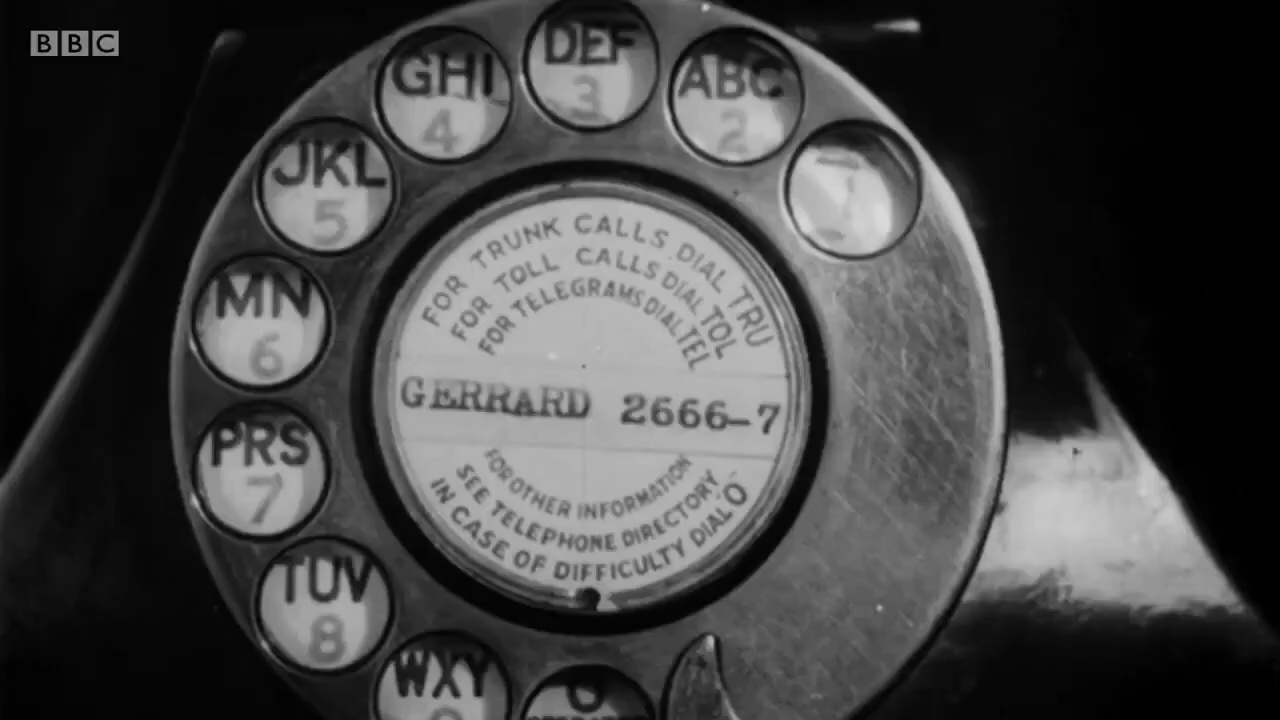 BBC
DEF
3
GHI
4
ABC
2
JKL
5
1
MN
6
PRS
7
TUV
8
WXY
FOR TRUNK CALLS DIAL TRU
FOR TOLL CALLS DIAL TOL
FOR TELEGRAMS DIAL TEL
GERRARD 2666-7
FOR OTHER INFORMATION
SEE TELEPHONE DIRECTORY
IN CASE OF DIFFICULTY DIAL 'O'